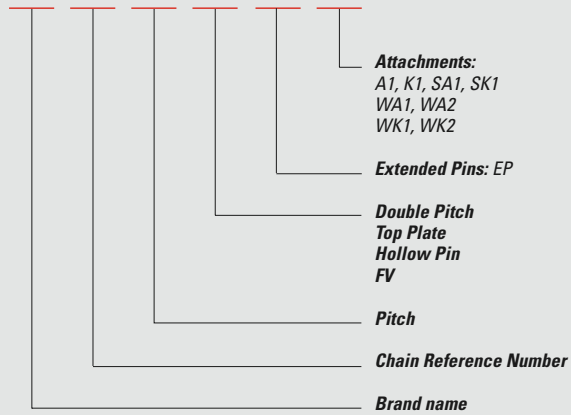 Attachments:
A1, K1, SA1, SK1
WA1, WA2
WK1, WK2
Extended Pins: EP
Double Pitch
Top Plate
Hollow Pin
FV
Pitch
Chain Reference Number
Brand name